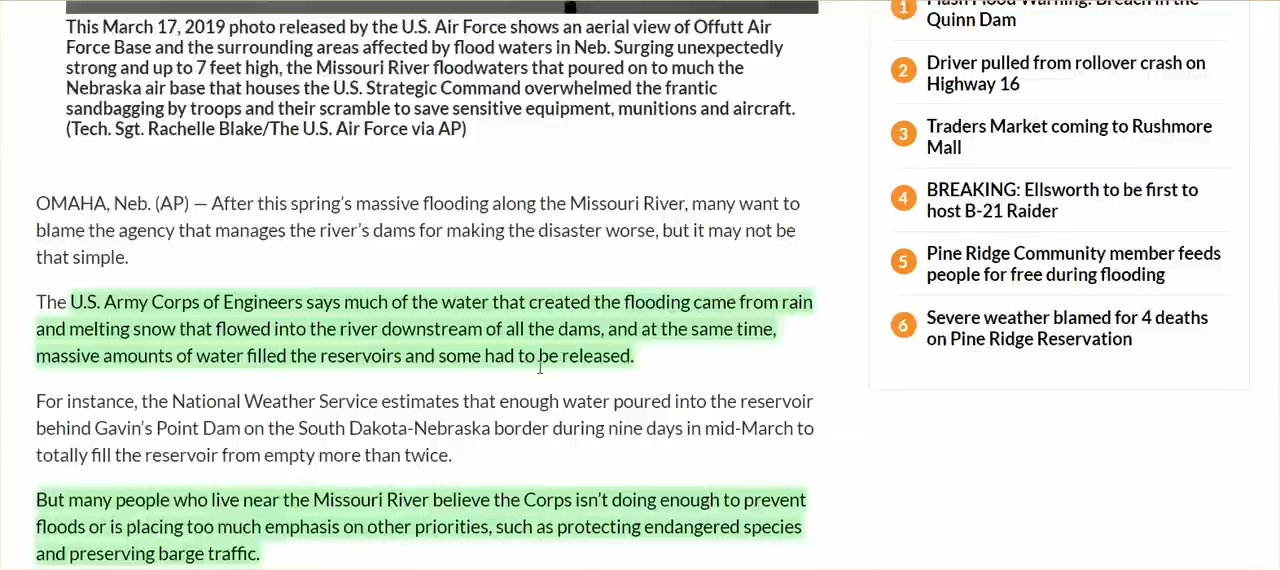 This March 17, 2019 photo released by the U.S. Air Force shows an aerial view of Offutt Air
Force Base and the surrounding areas affected by flood waters in Neb. Surging unexpectedly
strong and up to 7 feet high, the Missouri River floodwaters that poured on to much the
Nebraska air base that houses the U.S. Strategic Command overwhelmed the frantic
sandbagging by troops and their scramble to save sensitive equipment, munitions and aircraft.
(Tech. Sgt. Rachelle Blake/The U.S. Air Force via AP)
OMAHA, Neb. (AP) — After this spring's massive flooding along the Missouri River, many want to
blame the agency that manages the river's dams for making the disaster worse, but it may not be
that simple.
The U.S. Army Corps of Engineers says much of the water that created the flooding came from rain
and melting snow that flowed into the river downstream of all the dams, and at the same time,
massive amounts of water filled the reservoirs and some had to be released.
For instance, the National Weather Service estimates that enough water poured into the reservoir
behind Gavin's Point Dam on the South Dakota-Nebraska border during nine days in mid-March to
totally fill the reservoir from empty more than twice.
But many people who live near the Missouri River believe the Corps isn't doing enough to prevent
floods or is placing too much emphasis on other priorities, such as protecting endangered species
and preserving barge traffic.
1 Flash Flood Warning: Breach in the
Quinn Dam
2 Driver pulled from rollover crash on
Highway 16
3 Traders Market coming to Rushmore
Mall
4 BREAKING: Ellsworth to be first to
host B-21 Raider
5 Pine Ridge Community member feeds
people for free during flooding
6 Severe weather blamed for 4 deaths
on Pine Ridge Reservation